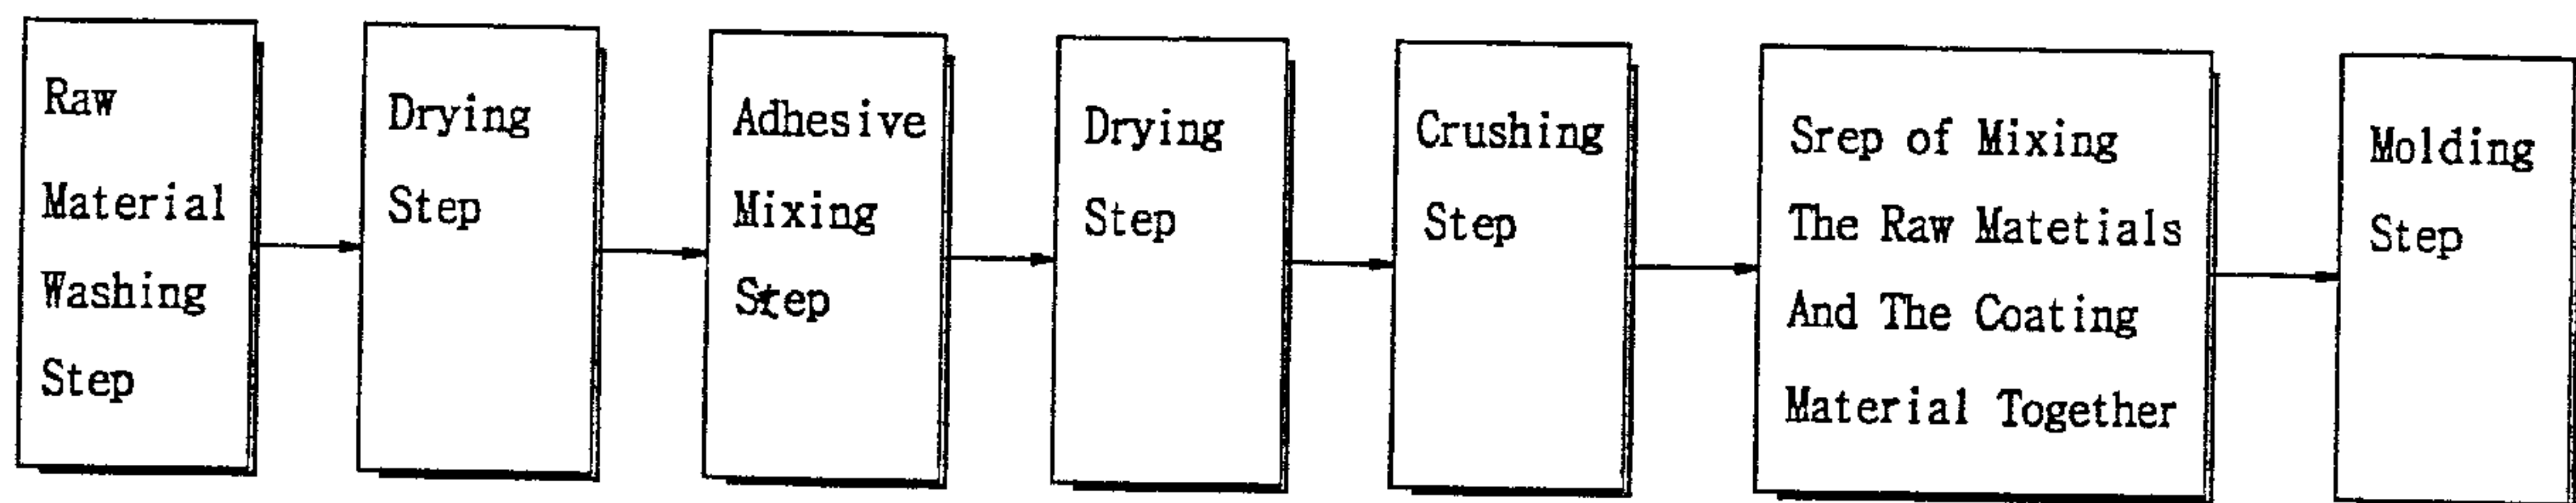 Raw
Material
Washing
Step
Drying
Step
Adhesive
Mixing
Step
Drying
Step
Crushing
Step
Srep of Mixing
The Raw Matetials
And The Coating
Material Together
Molding
Step